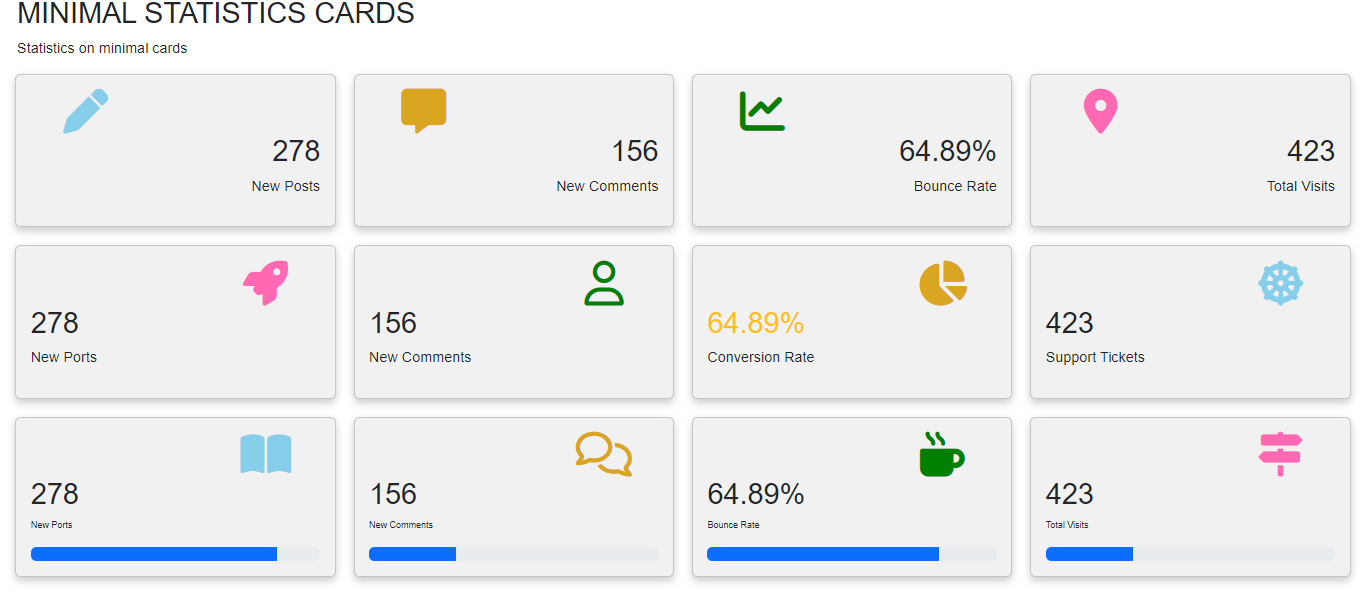 MINIMAL STATISTICS CARDS
Statistics on minimal cards
278
New Posts
156
New Comments
64.89%
Bounce Rate
423
Total Visits
278
New Ports
156
New Comments
64.89%
Conversion Rate
423
Support Tickets
278
New Ports
156
New Comments
64.89%
Bounce Rate
423
Total Visits